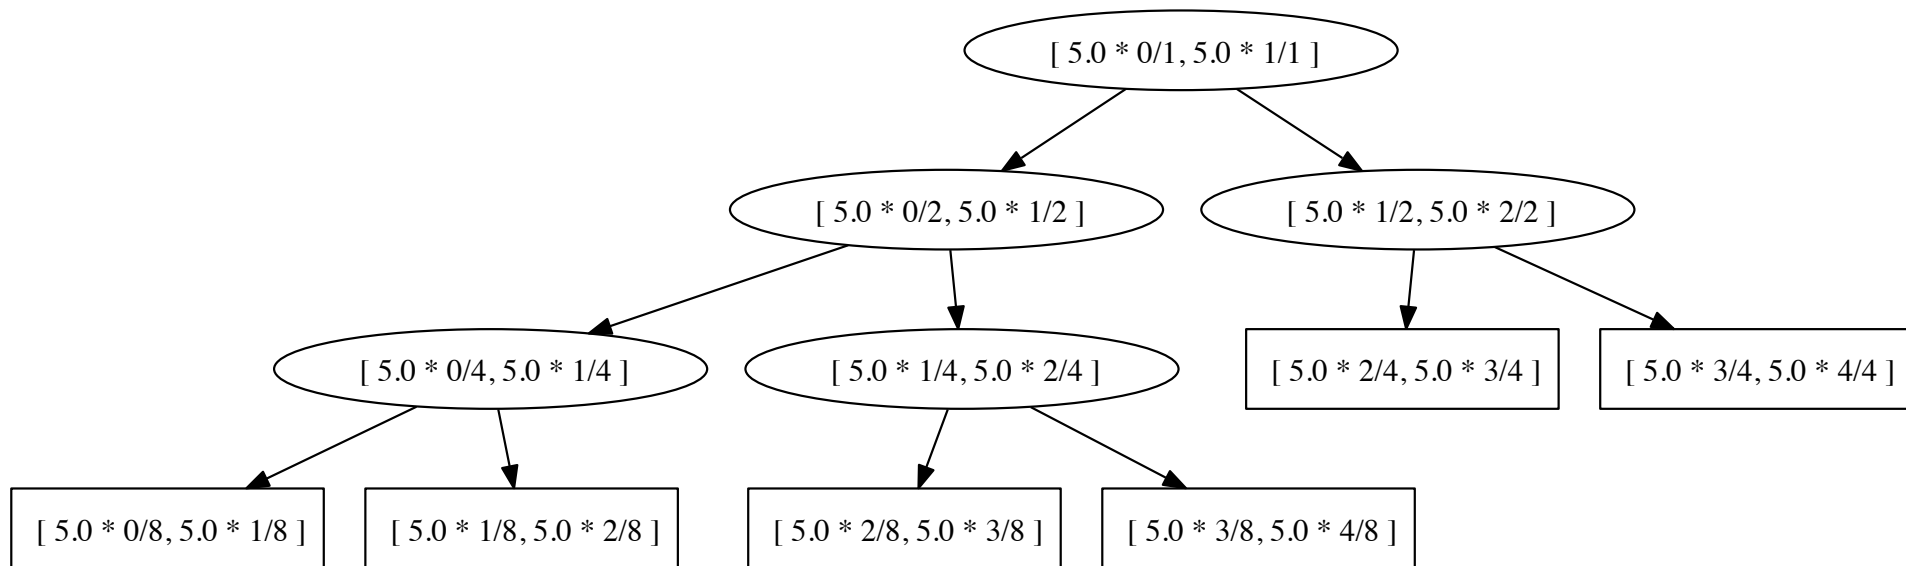 [ 5.0 * 0/1, 5.0 * 1/1 ]
[ 5.0 * 0/2, 5.0 * 1/2 ]
[ 5.0 * 1/2, 5.0 * 2/2 ]
[ 5.0 * 0/4, 5.0 * 1/4 ]
[ 5.0 * 1/4, 5.0 * 2/4 ]
[ 5.0 * 2/4, 5.0 * 3/4 ]
[ 5.0 * 3/4, 5.0 * 4/4 ]
[ 5.0 * 0/8, 5.0 * 1/8 ]
[ 5.0 * 1/8, 5.0 * 2/8 ]
[ 5.0 * 2/8, 5.0 * 3/8 ]
[ 5.0 * 3/8, 5.0 * 4/8 ]